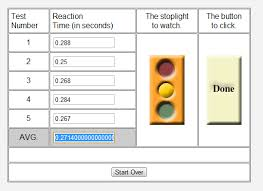 Test Number Reaction Time (in seconds) The stoplight to watch. The button to click.
1 0.288
2 0.25
3 0.268
4 0.284
5 0.267
Done
AVG. 0.271400000000000
Start Over